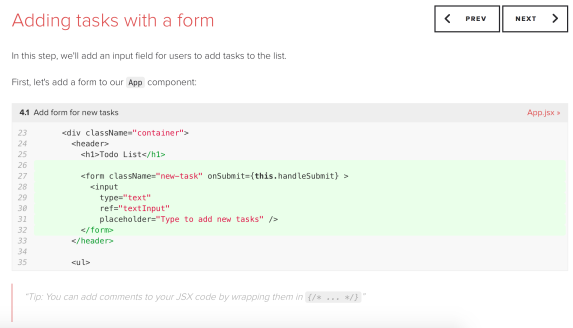 Adding tasks with a form
PREV
NEXT
In this step, we'll add an input field for users to add tasks to the list.
First, let's add a form to our App component:
4.1 Add form for new tasks
App.jsx »
23 <div className="container">
24 <header>
25 <h1>Todo List</h1>
26
27 <form className="new-task" onSubmit={this.handleSubmit} >
28 <input
29 type="text"
30 ref="textInput"
31 placeholder="Type to add new tasks" />
32 </form>
33 </header>
34
35 <ul>
"Tip: You can add comments to your JSX code by wrapping them in {/* ... */}"